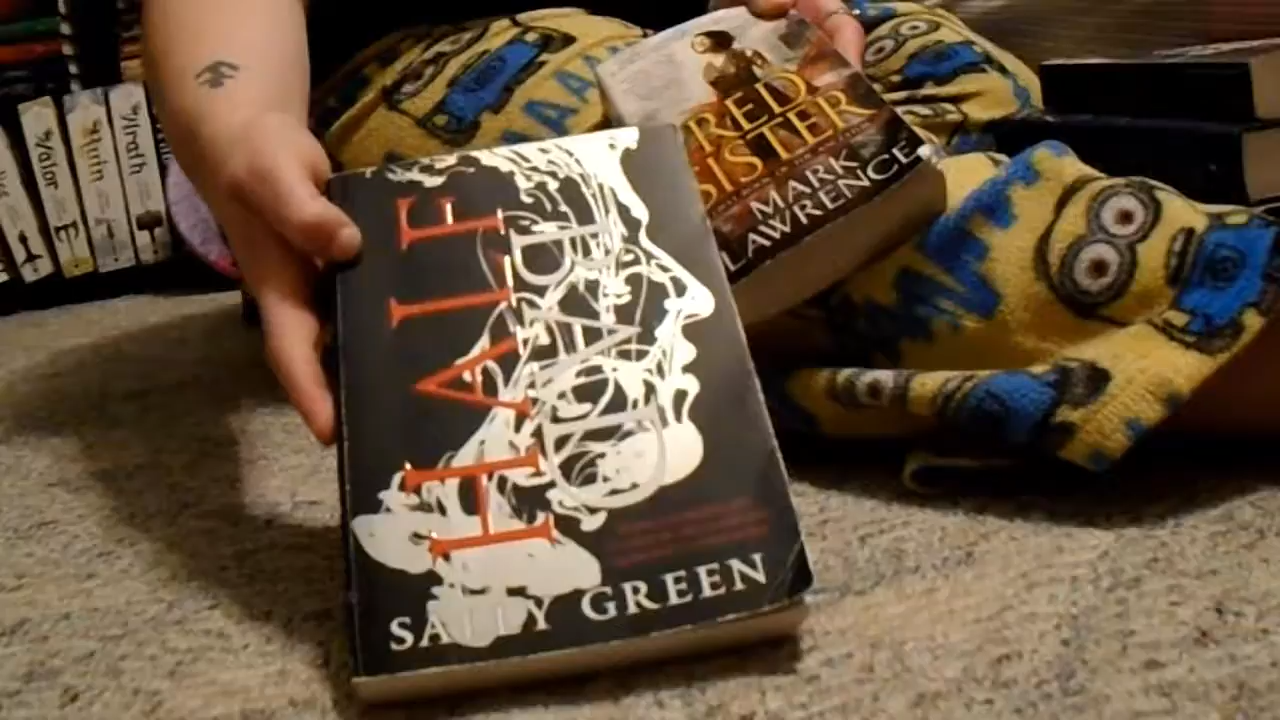 Valor
Ruin
Wrath
RED
SISTER
MARK
LAWRENCE
HALF
BAD
SALLY GREEN